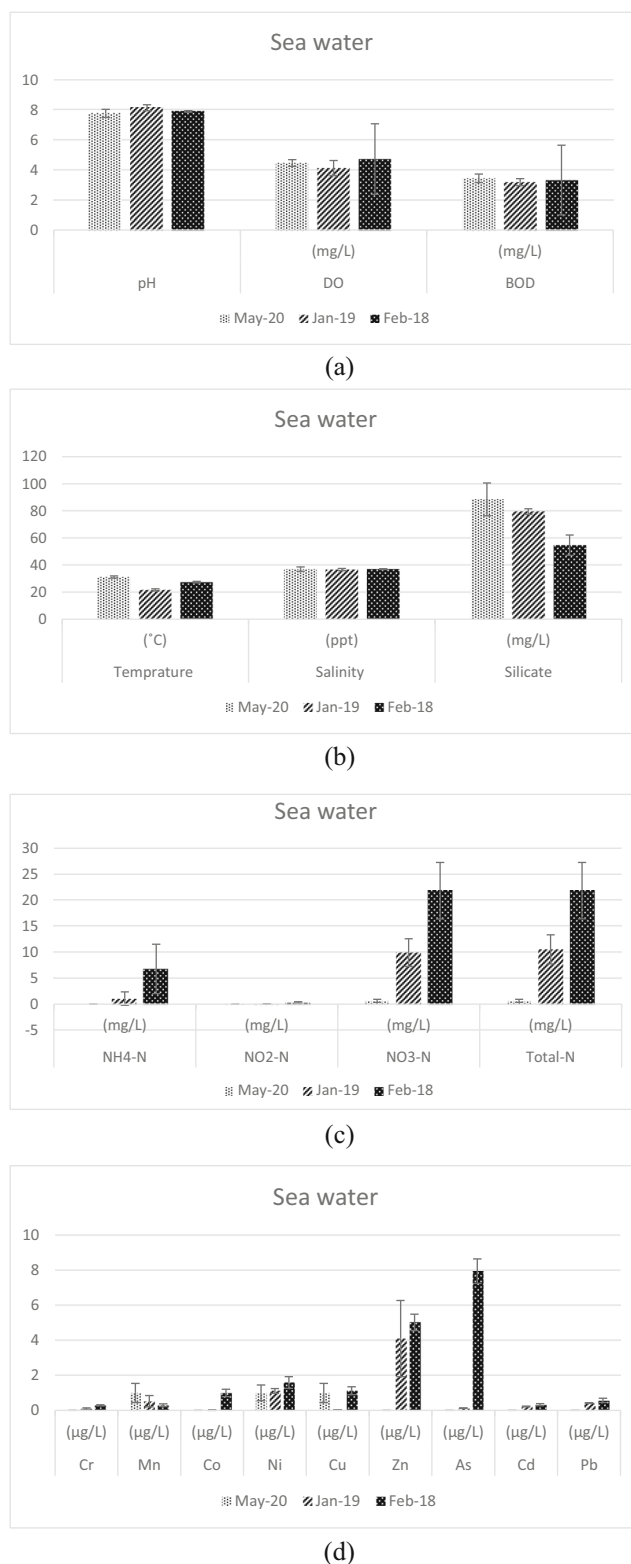 Sea water
10
8
6
4
2
0
(mg/L) (mg/L)
pH DO BOD
May-20 Jan-19 Feb-18
(a)
Sea water
120
100
80
60
40
20
0
(˚C) (ppt) (mg/L)
Temprature Salinity Silicate
May-20 Jan-19 Feb-18
(b)
Sea water
30
25
20
15
10
5
0
-5
(mg/L) (mg/L) (mg/L) (mg/L)
NH4-N NO2-N NO3-N Total-N
May-20 Jan-19 Feb-18
(c)
Sea water
10
8
6
4
2
0
(µg/L) (µg/L) (µg/L) (µg/L) (µg/L) (µg/L) (µg/L) (µg/L) (µg/L)
Cr Mn Co Ni Cu Zn As Cd Pb
May-20 Jan-19 Feb-18
(d)